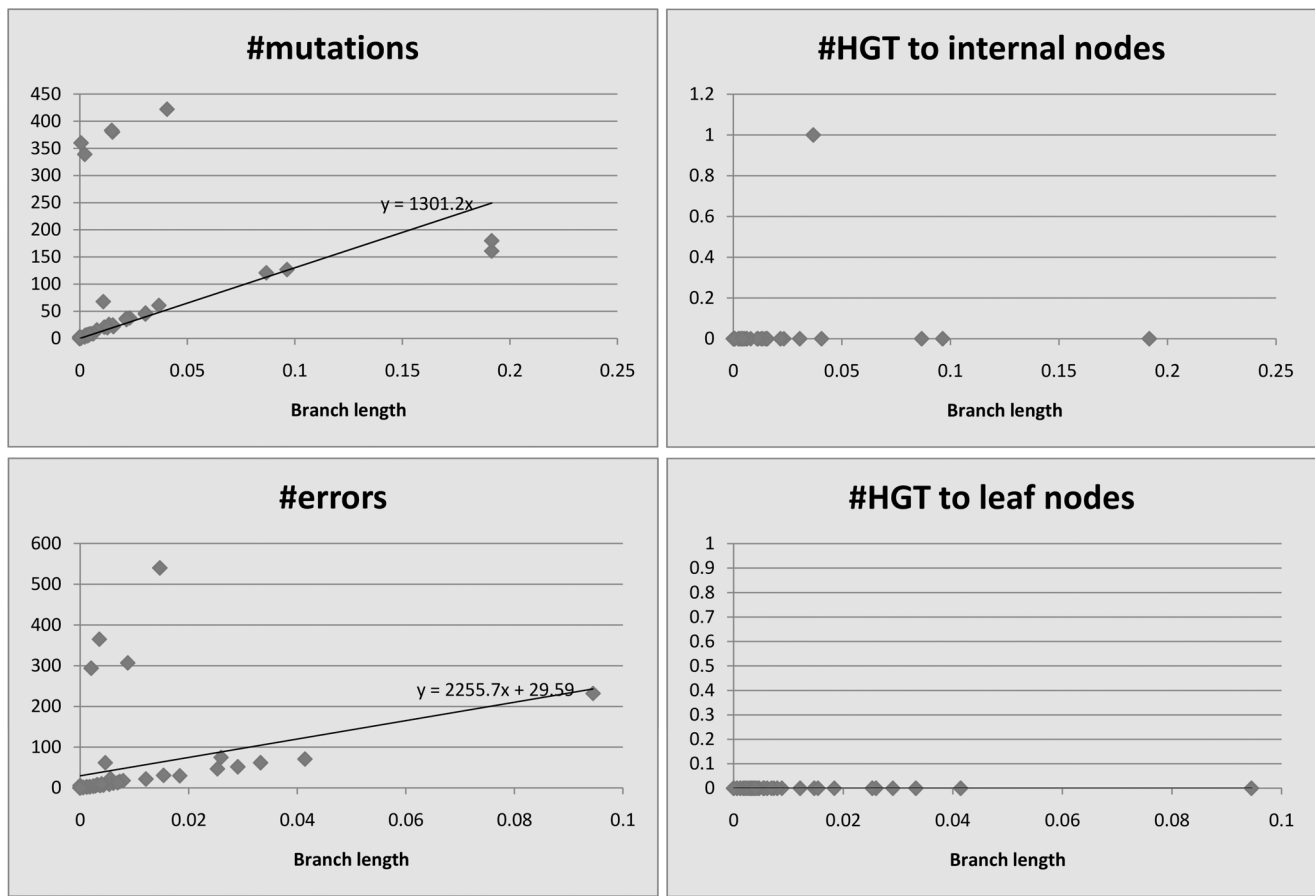 #mutations
450
400
350
300
250
200
150
100
50
0
y = 1301.2x
0 0.05 0.1 0.15 0.2 0.25
Branch length
#HGT to internal nodes
1.2
1
0.8
0.6
0.4
0.2
0
0 0.05 0.1 0.15 0.2 0.25
Branch length
#errors
600
500
400
300
200
100
0
y = 2255.7x + 29.59
0 0.02 0.04 0.06 0.08 0.1
Branch length
#HGT to leaf nodes
1
0.9
0.8
0.7
0.6
0.5
0.4
0.3
0.2
0.1
0
0 0.02 0.04 0.06 0.08 0.1
Branch length